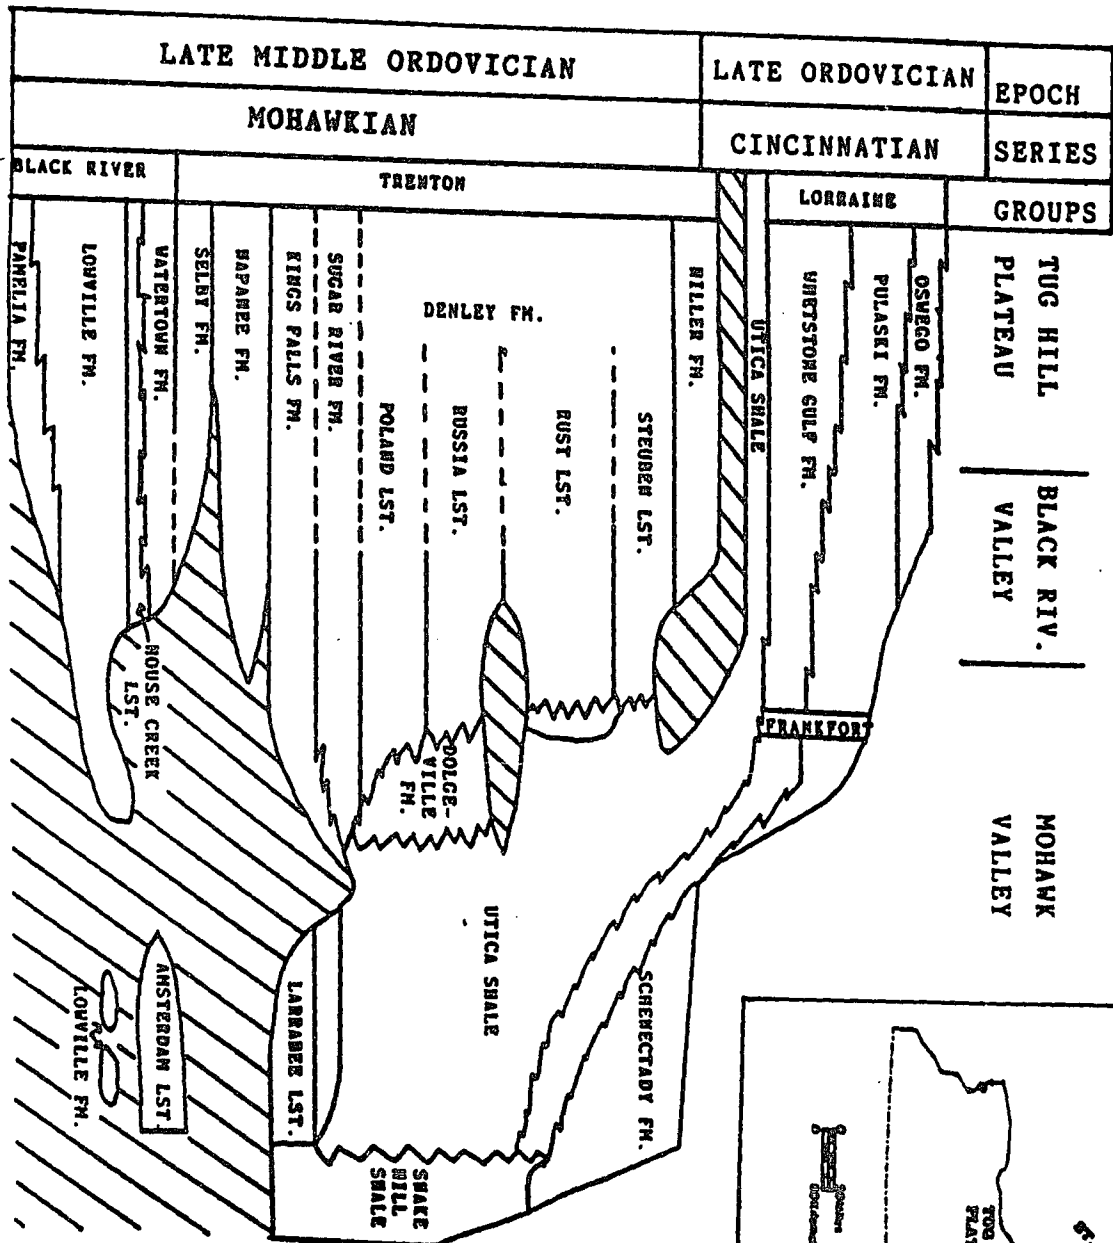 LATE MIDDLE ORDOVICIAN
LATE ORDOVICIAN
EPOCH
MOHAWKIAN
CINCINNATIAN
SERIES
BLACK RIVER
TRENTON
LORRAINE
GROUPS
TUG HILL
PLATEAU
BLACK RIV.
VALLEY
MOHAWK
VALLEY
PAMELIA FM.
LOWVILLE FM.
WATERTOWN FM.
SELBY FM.
NAPANEE FM.
KINGS FALLS FM.
SUGAR RIVER FM.
DENLEY FM.
POLAND LST.
RUSSIA LST.
RUST LST.
STEUBEN LST.
HILLER FM.
UTICA SHALE
WHETSTONE GULF FM.
PULASKI FM.
OSWEGO FM.
HOUSE CREEK
LST.
FRANKFORT
DOLGE-
VILLE
FM.
UTICA SHALE
SCHENECTADY FM.
LARRABEE LST.
AMSTERDAM LST.
LOWVILLE FM.
SNAKE
HILL
SHALE
TUG